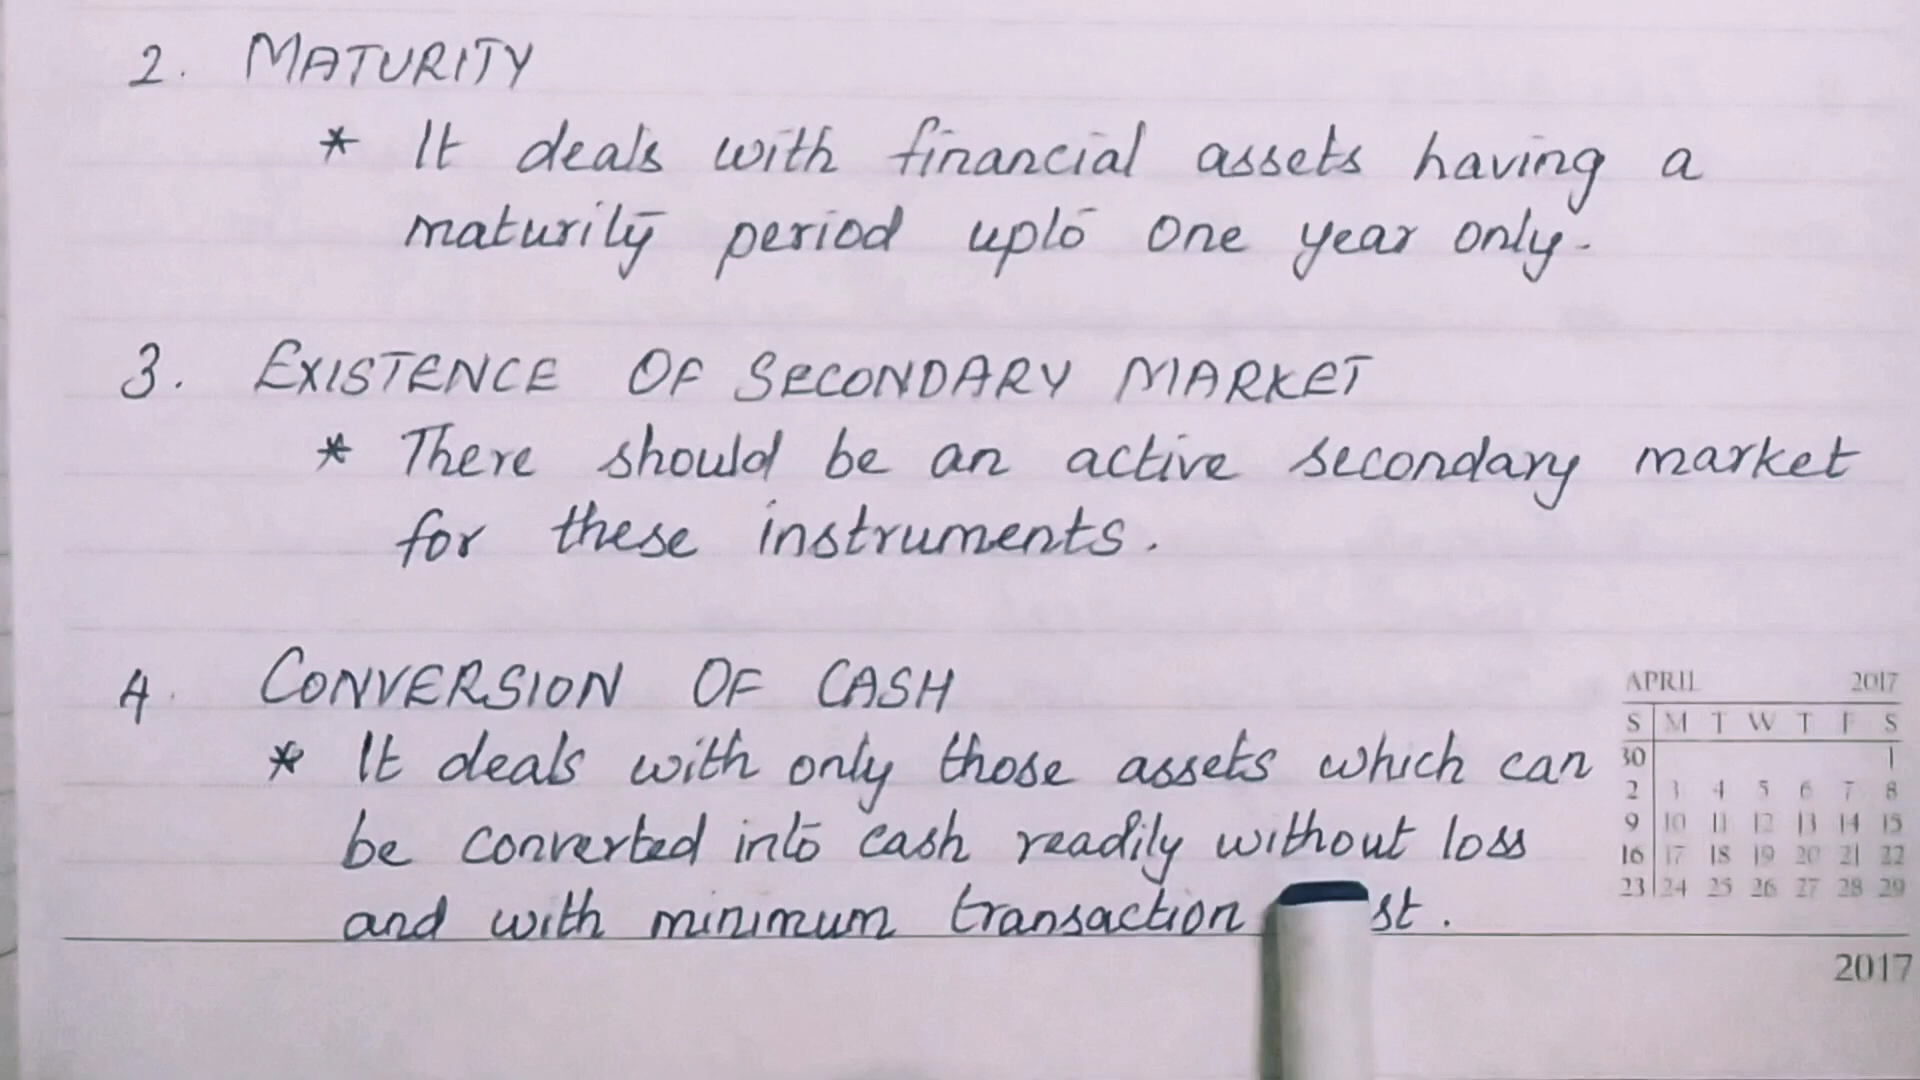 2. MATURITY
* It deals with financial assets having a
maturity period upto one year only.
3. EXISTENCE OF SECONDARY MARKET
* There should be an active secondary market
for these instruments.
4. CONVERSION OF CASH
* It deals with only those assets which can
be converted into cash readily without loss
and with minimum transaction st.
APRIL 2017
S M T W T F S
30 1
2 3 4 5 6 7 8
9 10 11 12 13 14 15
16 17 18 19 20 21 22
23 24 25 26 27 28 29
2017